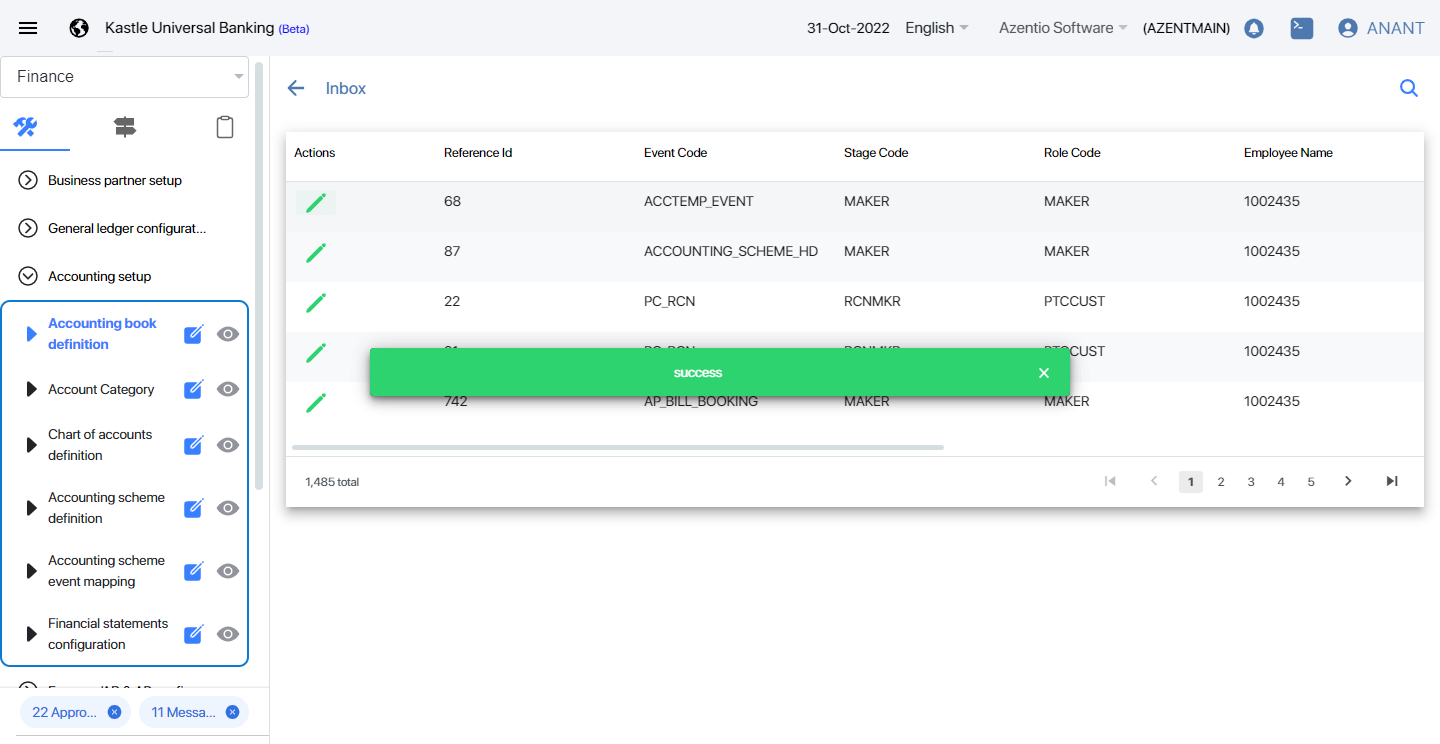 Kastle Universal Banking (Beta)
31-Oct-2022
English
Azentio Software
(AZENTMAIN)
ANANT
Finance
Business partner setup
General ledger configurat...
Accounting setup
Accounting book
definition
Account Category
Chart of accounts
definition
Accounting scheme
definition
Accounting scheme
event mapping
Financial statements
configuration
22 Appro...
11 Messa...
Inbox
Actions Reference Id Event Code Stage Code Role Code Employee Name
68 ACCTEMP_EVENT MAKER MAKER 1002435
87 ACCOUNTING_SCHEME_HD MAKER MAKER 1002435
22 PC_RCN RCNMKR PTCCUST 1002435
PTCCUST 1002435
success
742 AP_BILL_BOOKING MAKER MAKER 1002435
1,485 total
1 2 3 4 5